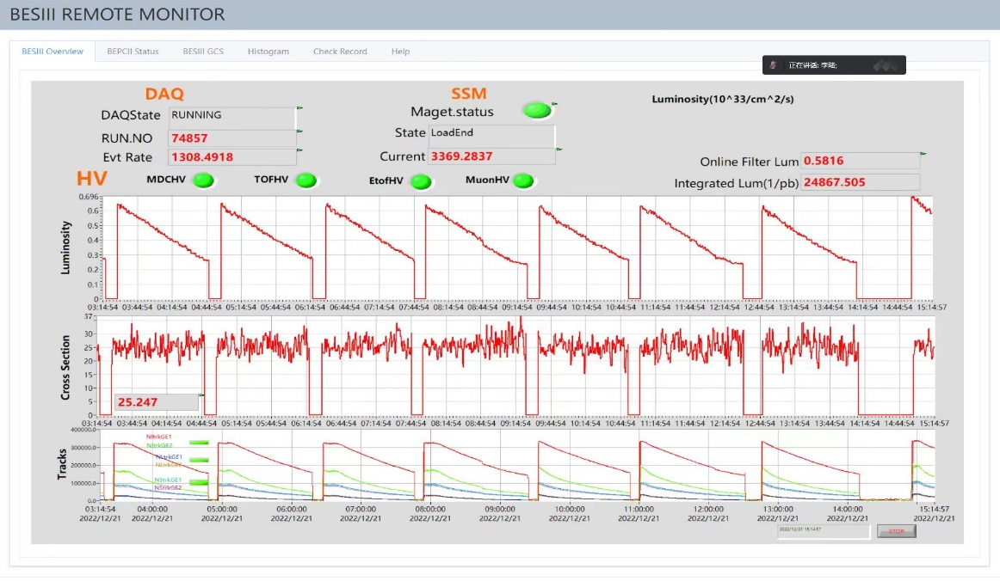 BESIII REMOTE MONITOR
BESIII Overview BEPCII Status BESIII GCS Histogram Check Record Help
正在讲话: 李陆;
DAQ SSM Luminosity(10^33/cm^2/s)
DAQState RUNNING Maget.status
RUN.NO 74857 State LoadEnd
Evt Rate 1308.4918 Current 3369.2837 Online Filter Lum 0.5816
HV MDCHV TOFHV EtofHV MuonHV Integrated Lum(1/pb) 24867.505
Luminosity
0.696
0.6
0.5
0.4
0.3
0.2
0.1
0
03:14:54 03:44:54 04:14:54 04:44:54 05:14:54 05:44:54 06:14:54 06:44:54 07:14:54 07:44:54 08:14:54 08:44:54 09:14:54 09:44:54 10:14:54 10:44:54 11:14:54 11:44:54 12:14:54 12:44:54 13:14:54 13:44:54 14:14:54 14:44:54 15:14:57
Cross Section
37
30
25
20
15
10
5
0
25.247
03:14:54 03:44:54 04:14:54 04:44:54 05:14:54 05:44:54 06:14:54 06:44:54 07:14:54 07:44:54 08:14:54 08:44:54 09:14:54 09:44:54 10:14:54 10:44:54 11:14:54 11:44:54 12:14:54 12:44:54 13:14:54 13:44:54 14:14:54 14:44:54 15:14:57
Tracks
400000.0
300000.0
200000.0
100000.0
0.0
NltrkGE1
NltrkGE2
NLtrkGE1
NStrkGE1
NStrkGE2
03:14:54 04:00:00 05:00:00 06:00:00 07:00:00 08:00:00 09:00:00 10:00:00 11:00:00 12:00:00 13:00:00 14:00:00 15:14:57
2022/12/21 2022/12/21 2022/12/21 2022/12/21 2022/12/21 2022/12/21 2022/12/21 2022/12/21 2022/12/21 2022/12/21 2022/12/21 2022/12/21 2022/12/21
2022/12/21 15:14:57 STOP